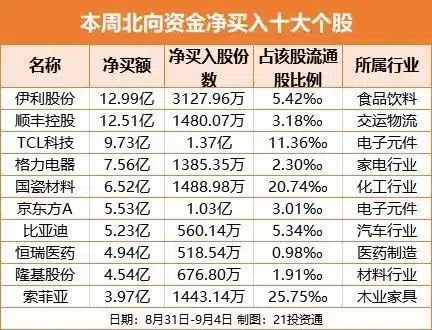 本周北向资金净买入十大个股
名称 净买额 净买入股份数 占该股流通股比例 所属行业
伊利股份 12.99亿 3127.96万 5.42‰ 食品饮料
顺丰控股 12.51亿 1480.07万 3.18‰ 交运物流
TCL科技 9.73亿 1.37亿 11.36‰ 电子元件
格力电器 7.56亿 1385.35万 2.30‰ 家电行业
国瓷材料 6.52亿 1488.98万 20.74‰ 化工行业
京东方A 5.53亿 1.03亿 3.01‰ 电子元件
比亚迪 5.23亿 560.14万 5.34‰ 汽车行业
恒瑞医药 4.94亿 518.54万 0.98‰ 医药制造
隆基股份 4.54亿 676.80万 1.91‰ 材料行业
索菲亚 3.97亿 1443.14万 25.75‰ 木业家具
日期：8月31日-9月4日 制图：21投资通